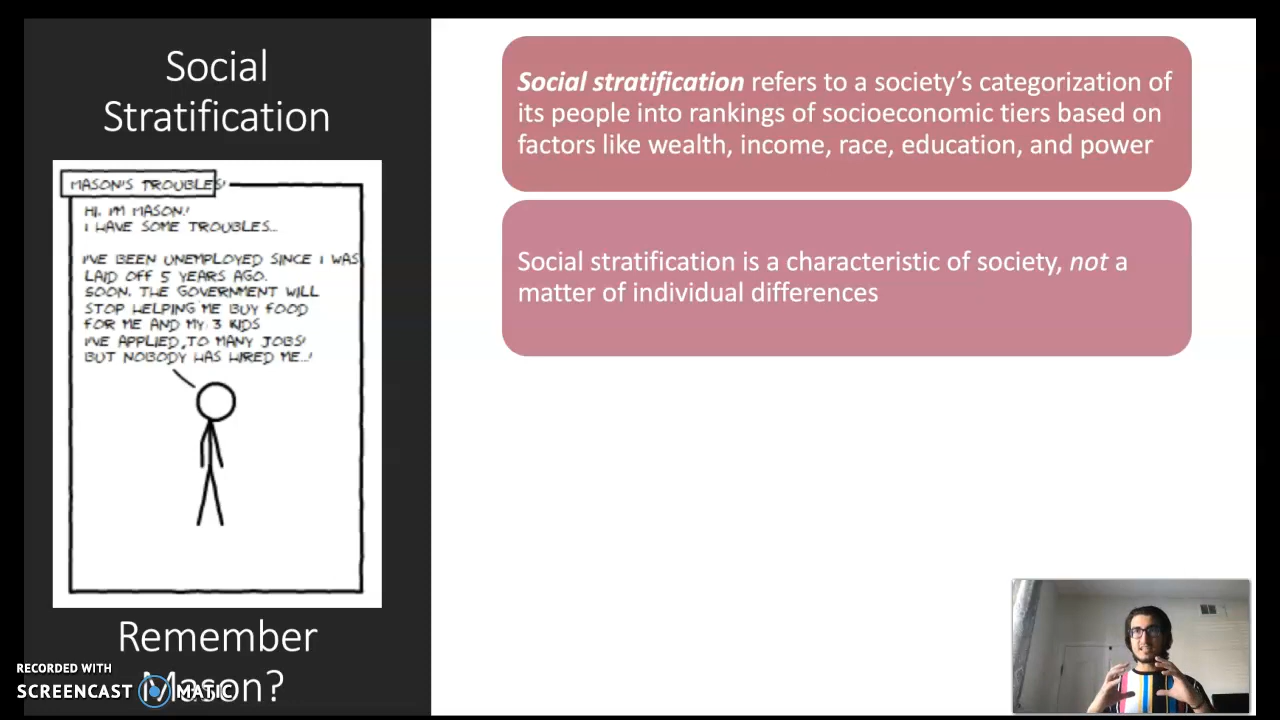 Social
Stratification
MASON'S TROUBLES!
HI, I'M MASON!
I HAVE SOME TROUBLES...
I'VE BEEN UNEMPLOYED SINCE I WAS
LAID OFF 5 YEARS AGO.
SOON, THE GOVERNMENT WILL
STOP HELPING ME BUY FOOD
FOR ME AND MY 3 KIDS
I'VE APPLIED TO MANY JOBS!
BUT NOBODY HAS HIRED ME...!
Remember
Mason?
RECORDED WITH
SCREENCAST MATIC
Social stratification refers to a society’s categorization of
its people into rankings of socioeconomic tiers based on
factors like wealth, income, race, education, and power
Social stratification is a characteristic of society, not a
matter of individual differences